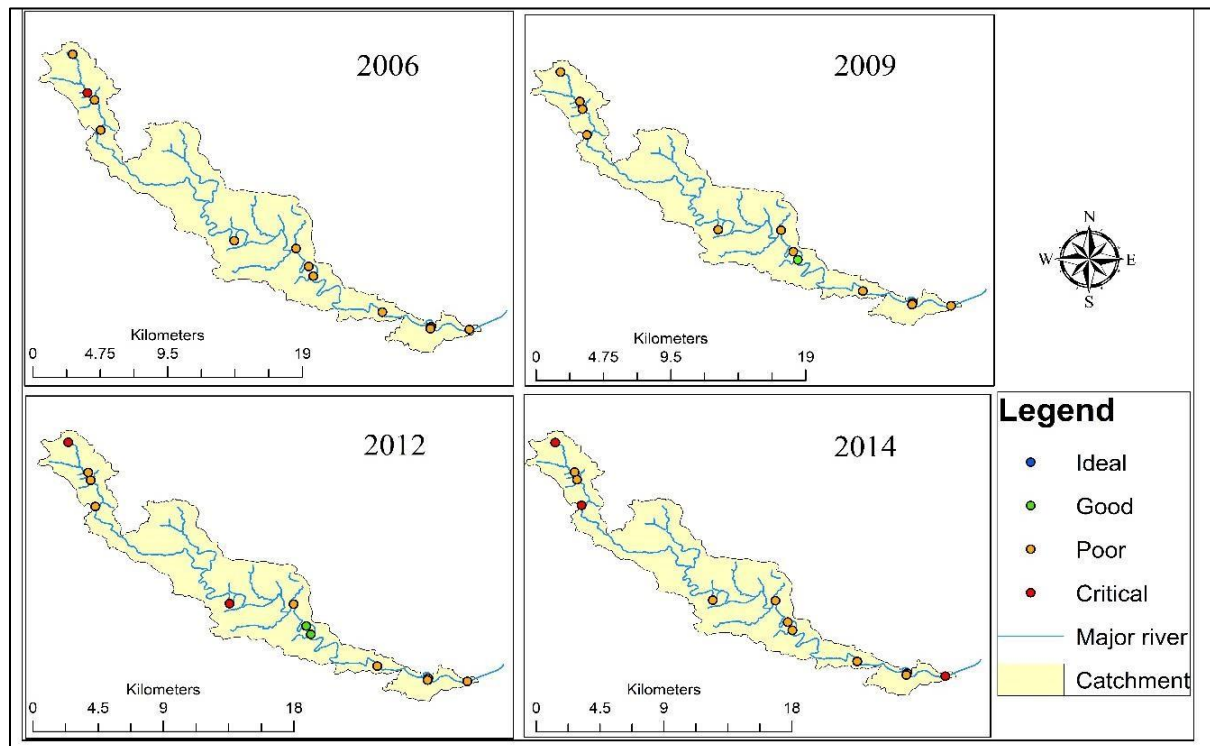 2006
Kilometers
0 4.75 9.5 19
2009
Kilometers
0 4.75 9.5 19
N
W E
S
2012
Kilometers
0 4.5 9 18
2014
Kilometers
0 4.5 9 18
Legend
Ideal
Good
Poor
Critical
Major river
Catchment